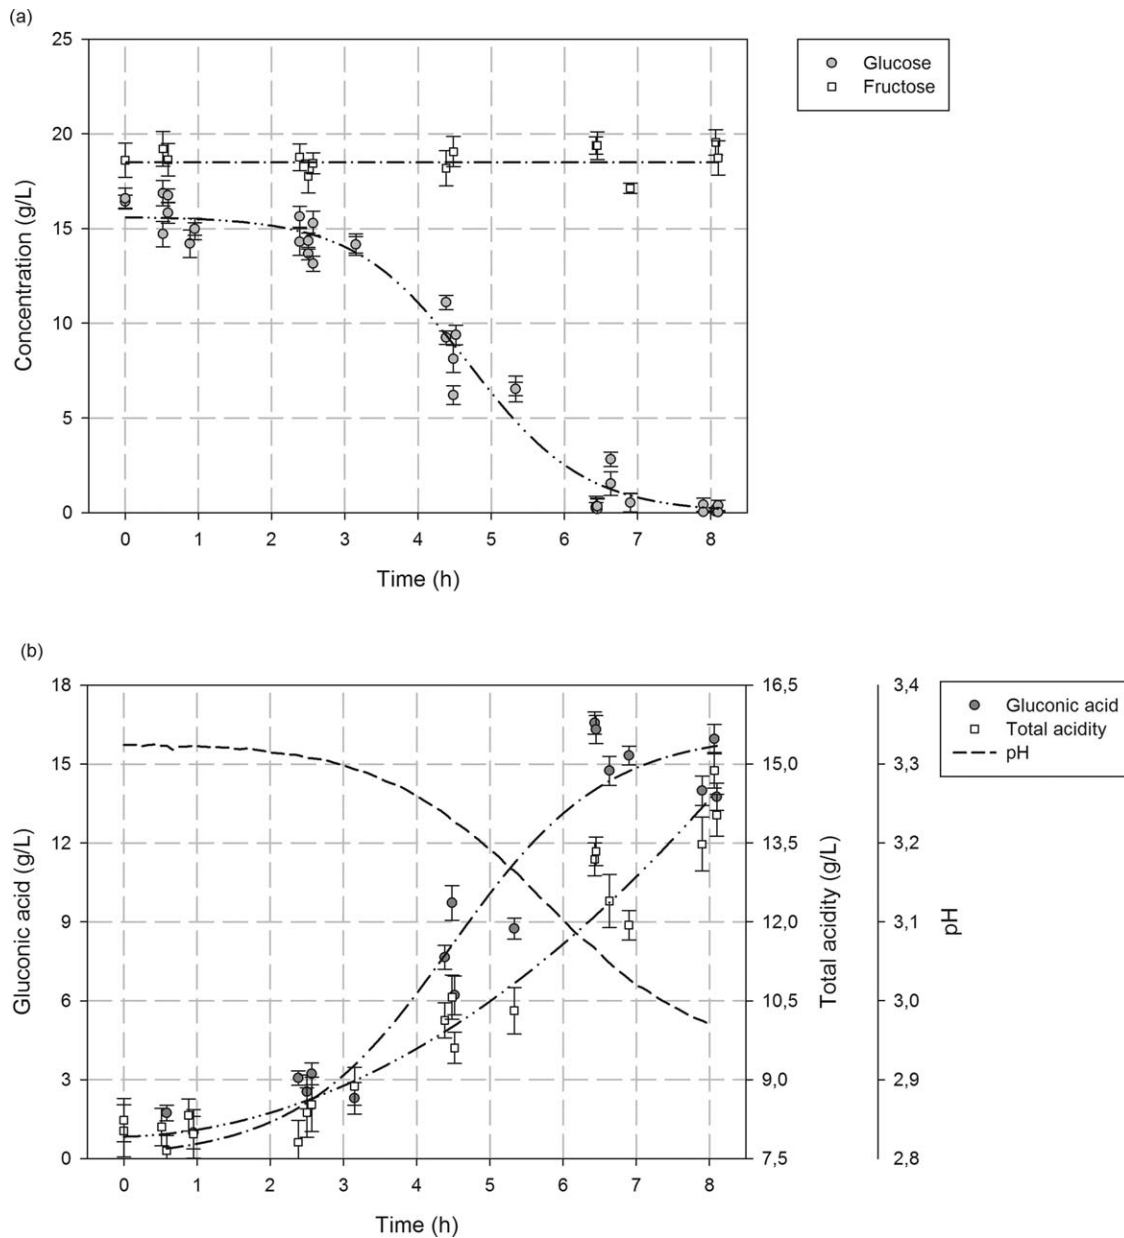 (a)
25
20
15
10
5
0
Concentration (g/L)
0 1 2 3 4 5 6 7 8
Time (h)
Glucose
Fructose
(b)
18
15
12
9
6
3
0
Gluconic acid (g/L)
0 1 2 3 4 5 6 7 8
Time (h)
16,5
15,0
13,5
12,0
10,5
9,0
7,5
Total acidity (g/L)
3,4
3,3
3,2
3,1
3,0
2,9
2,8
pH
Gluconic acid
Total acidity
pH